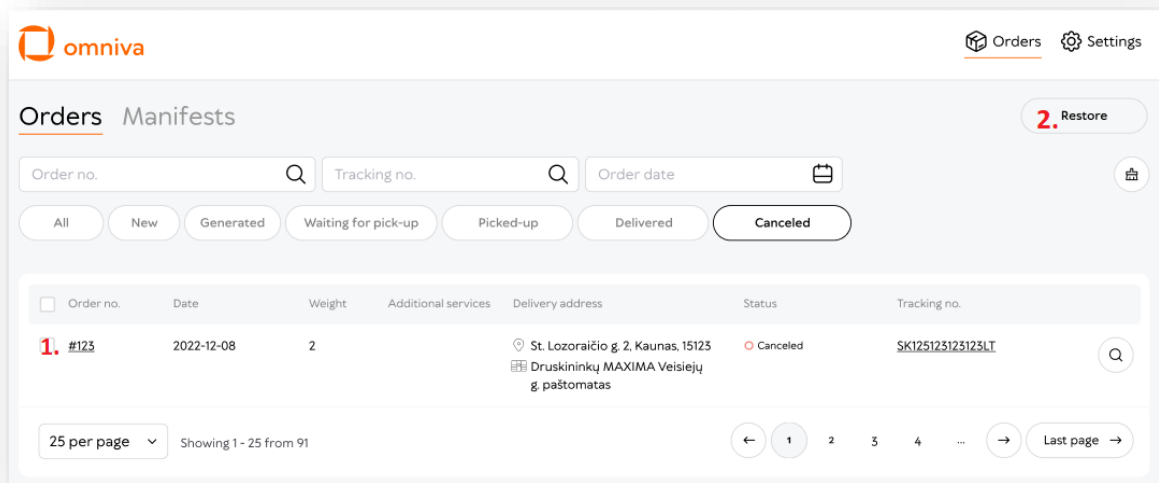 omniva
Orders Settings
Orders Manifests
2. Restore
Order no. Tracking no. Order date
All New Generated Waiting for pick-up Picked-up Delivered Canceled
Order no. Date Weight Additional services Delivery address Status Tracking no.
1. #123 2022-12-08 2 St. Lozoraičio g. 2, Kaunas, 15123 Canceled SK125123123123LT
Druskininkų MAXIMA Veisiejų
g. paštomatas
25 per page Showing 1 - 25 from 91 1 2 3 4 ... Last page